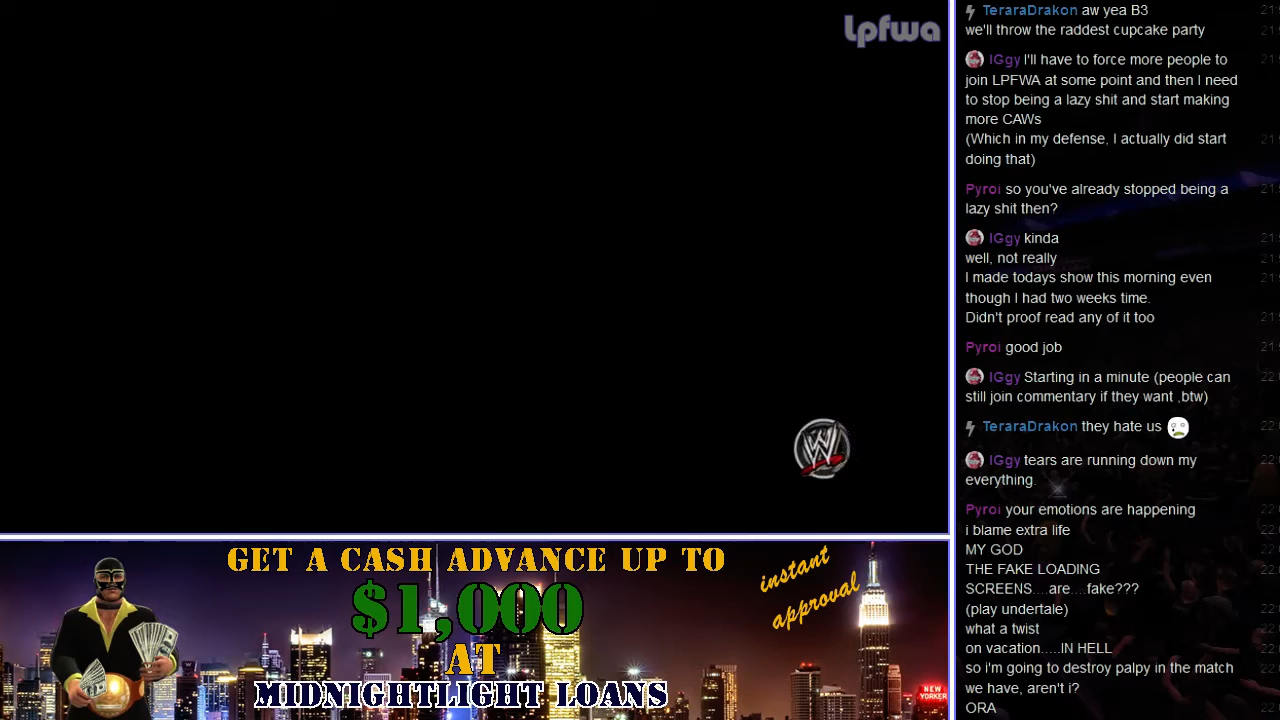 lpfwa
TeraraDrakon aw yea B3
we'll throw the raddest cupcake party
IGgy I'll have to force more people to
join LPFWA at some point and then I need
to stop being a lazy shit and start making
more CAWs
(Which in my defense, I actually did start
doing that)
Pyroi so you've already stopped being a
lazy shit then?
IGgy kinda
well, not really
I made todays show this morning even
though I had two weeks time.
Didn't proof read any of it too
Pyroi good job
IGgy Starting in a minute (people can
still join commentary if they want ,btw)
TeraraDrakon they hate us
IGgy tears are running down my
everything.
Pyroi your emotions are happening
i blame extra life
MY GOD
THE FAKE LOADING
SCREENS....are....fake???
(play undertale)
what a twist
on vacation.....IN HELL
so i'm going to destroy palpy in the match
we have, aren't i?
ORA
W
GET A CASH ADVANCE UP TO
$1,000
AT
MIDNIGHTLIGHT LOANS
instant
approval
NEW
YORKER